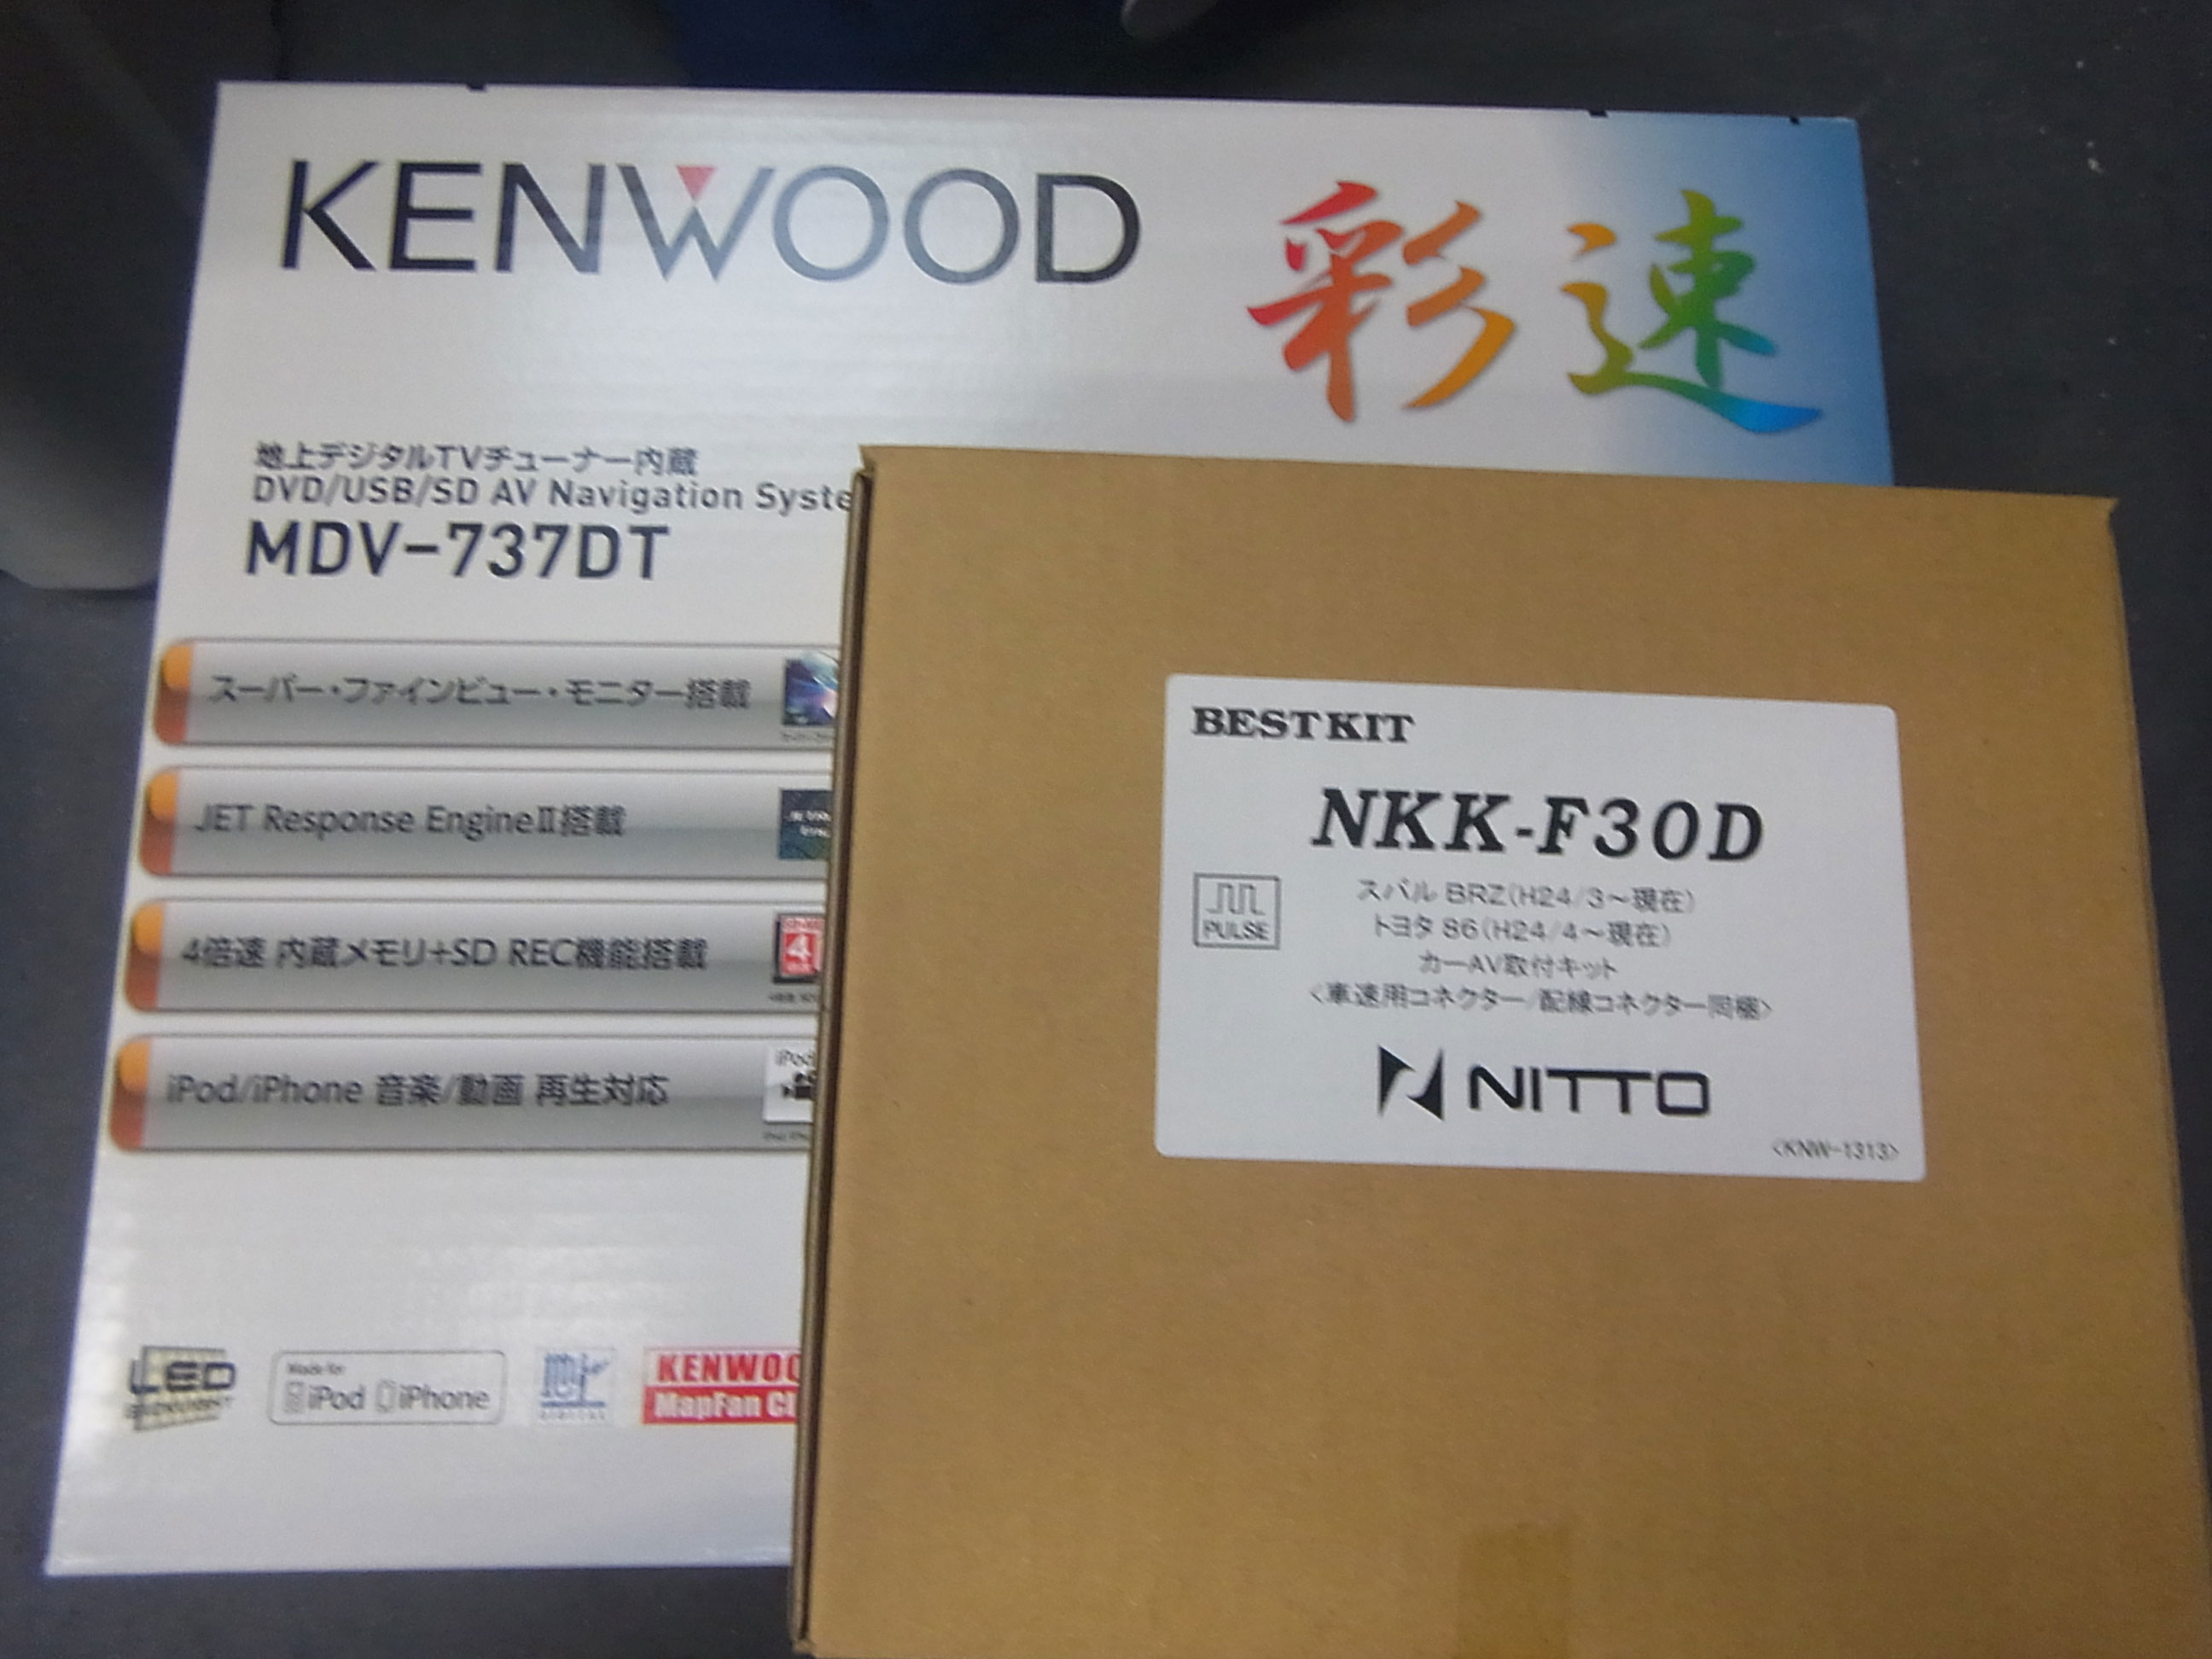 KENWOOD
彩速
地上デジタルTVチューナー内蔵
DVD/USB/SD AV Navigation Syste
MDV-737DT
スーパー・ファインビュー・モニター搭載
JET Response EngineⅡ搭載
4倍速 内蔵メモリ+SD REC機能搭載
4
iPod/iPhone 音楽/動画 再生対応
iPod
LED
Made for
iPod iPhone
KENWOO
MapFan Cl
BESTKIT
NKK-F30D
PULSE
スバル BRZ(H24/3～現在)
トヨタ 86(H24/4～現在)
カーAV取付キット
<車速用コネクター/配線コネクター同梱>
NITTO
<KNW-1313>